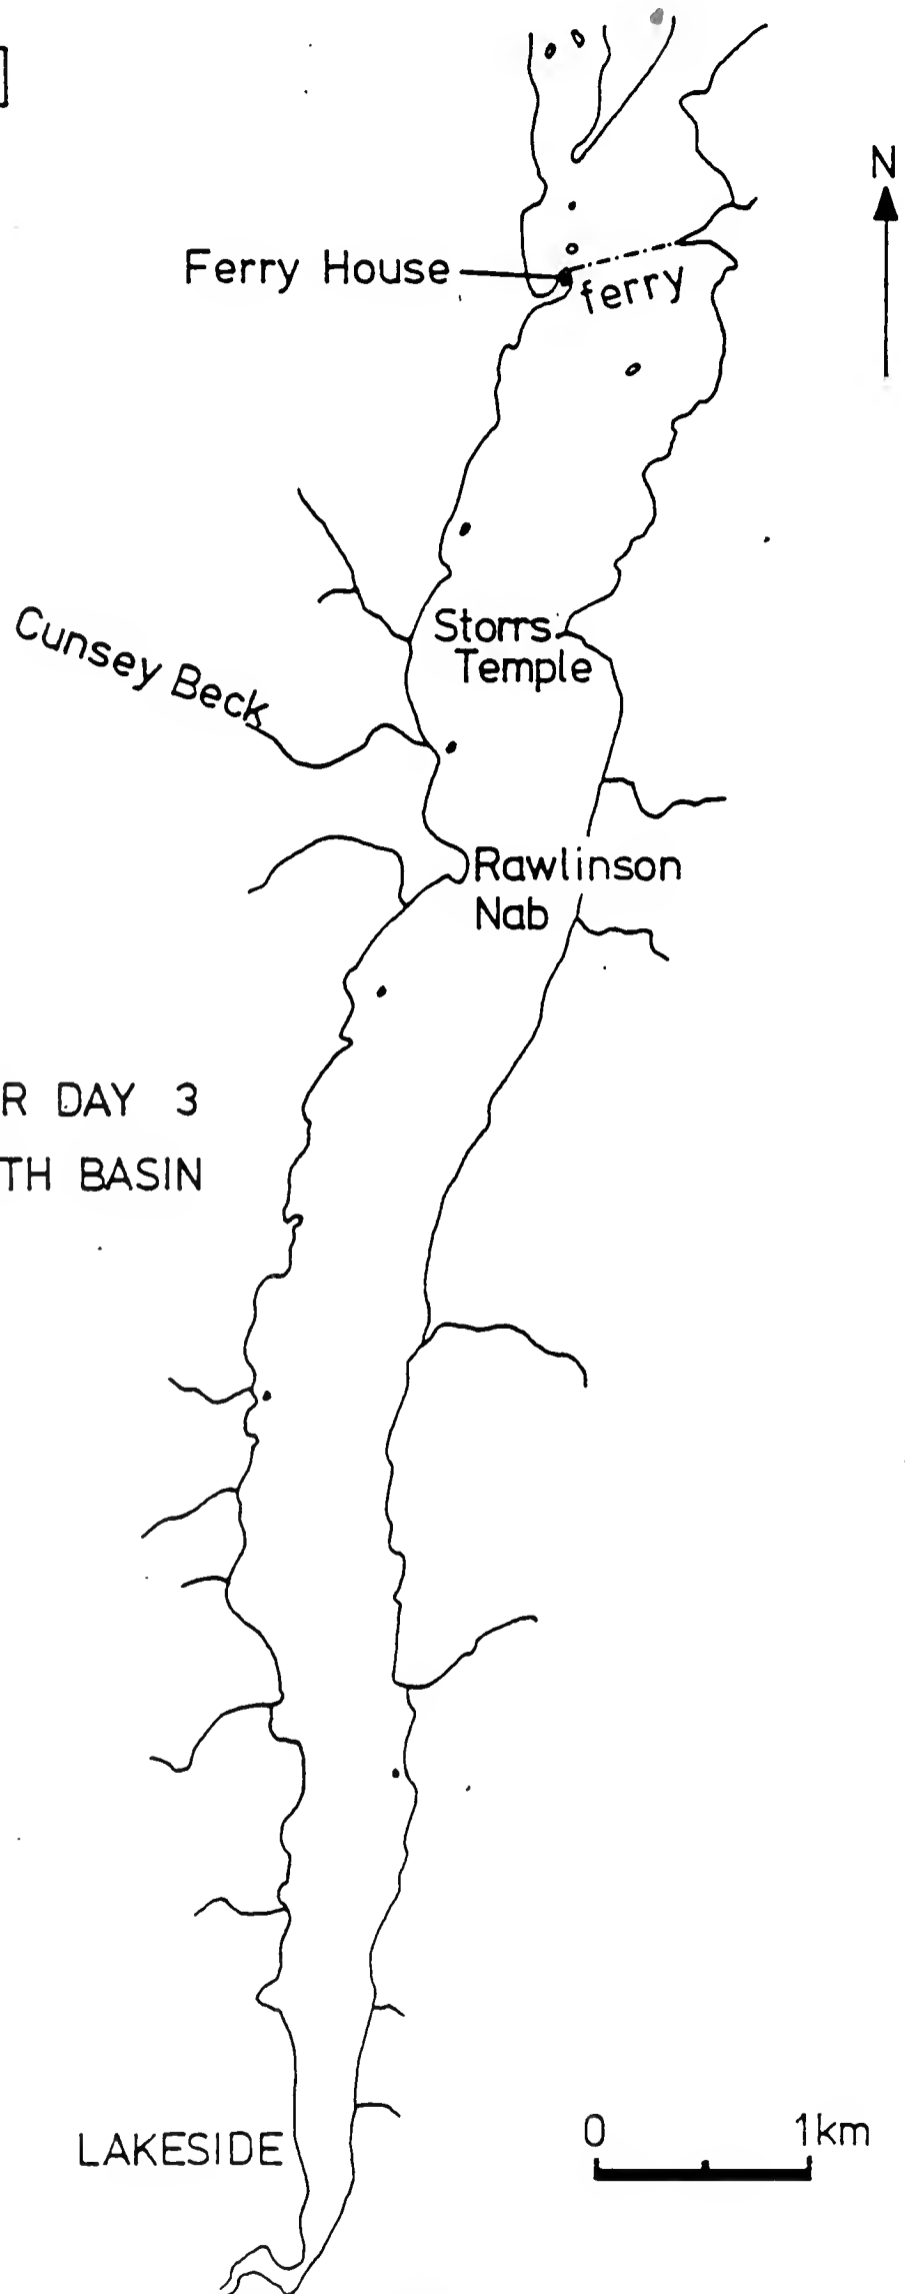 ]
N
Ferry House
ferry
Cunsey Beck
Storrs
Temple
Rawlinson
Nab
R DAY 3
TH BASIN
LAKESIDE
0 1km